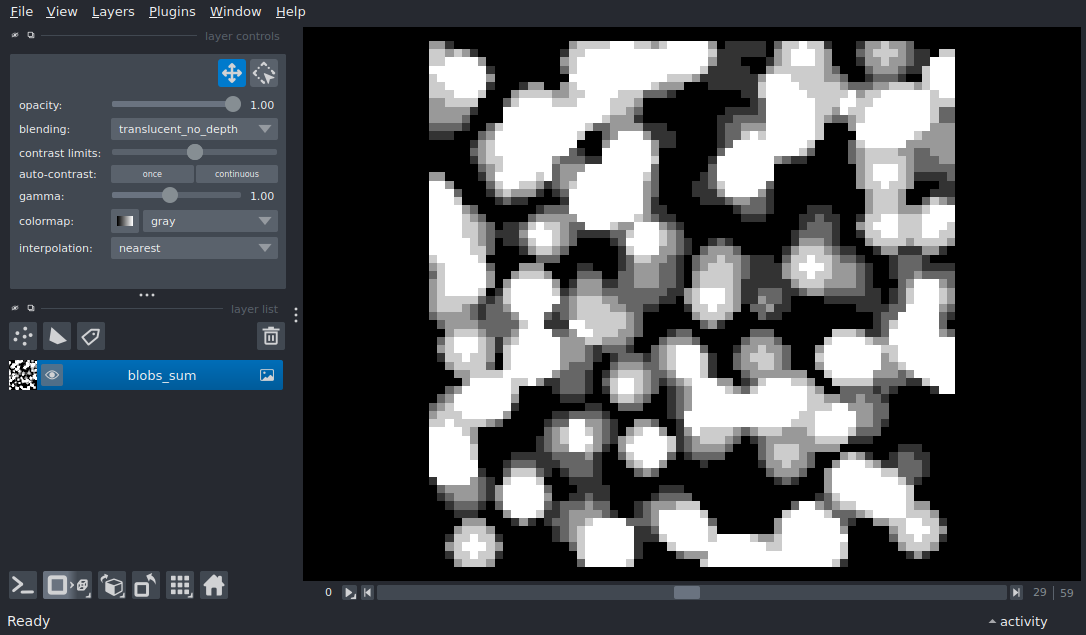 File View Layers Plugins Window Help
layer controls
opacity: 1.00
blending: translucent_no_depth
contrast limits:
auto-contrast: once continuous
gamma: 1.00
colormap: gray
interpolation: nearest
layer list
blobs_sum
0 29 59
Ready activity